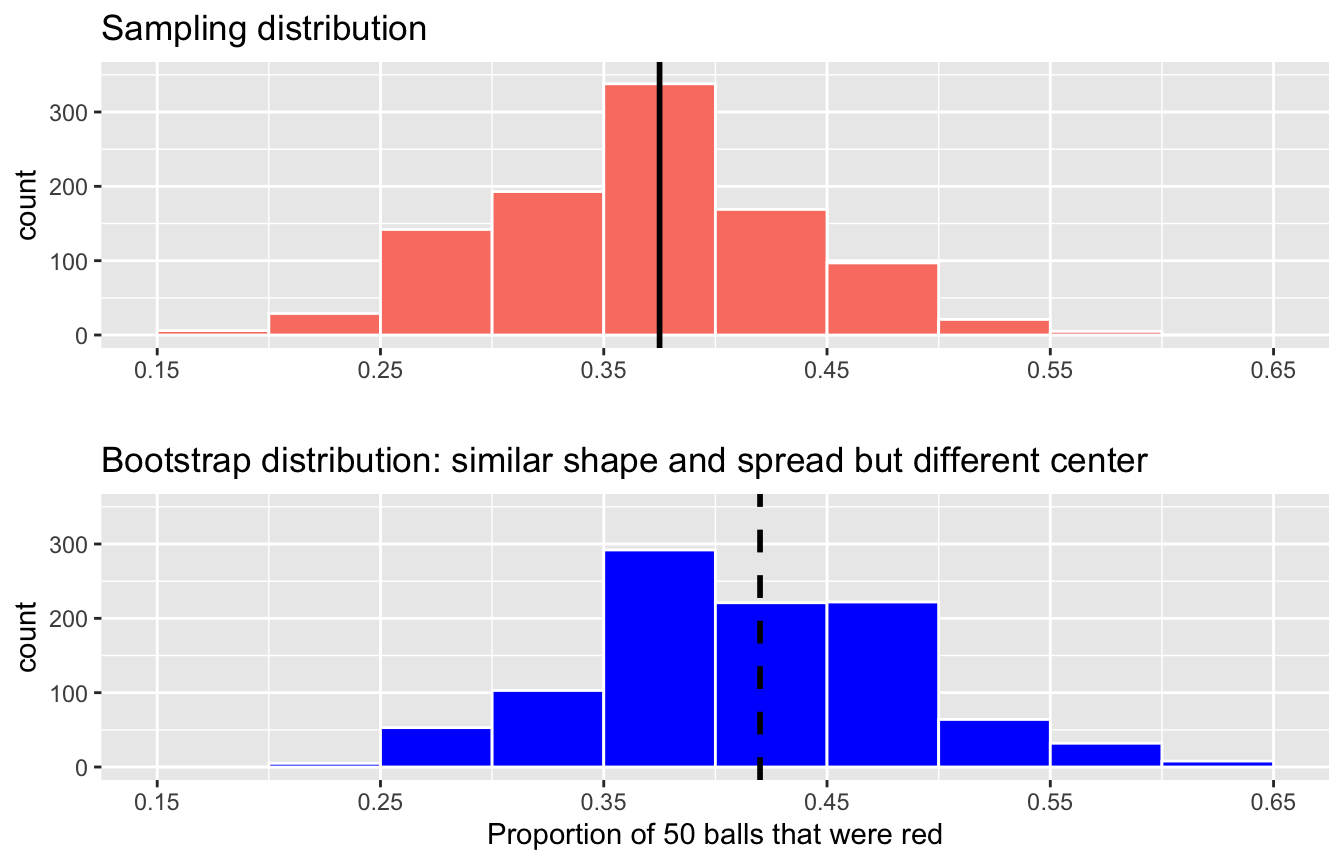 Sampling distribution
300
200
100
0
count
0.15 0.25 0.35 0.45 0.55 0.65
Bootstrap distribution: similar shape and spread but different center
300
200
100
0
count
0.15 0.25 0.35 0.45 0.55 0.65
Proportion of 50 balls that were red